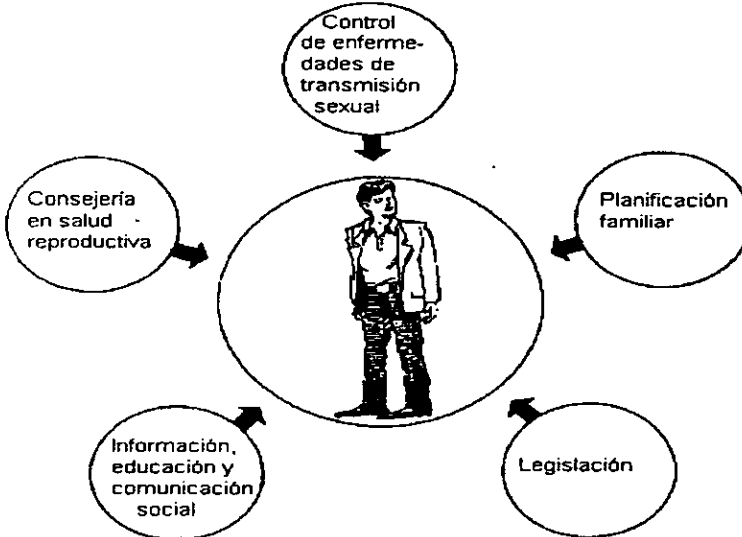 Control
de enferme-
dades de
transmisión
sexual
Consejería
en salud
reproductiva
Planificación
familiar
Información,
educación y
comunicación
social
Legislación